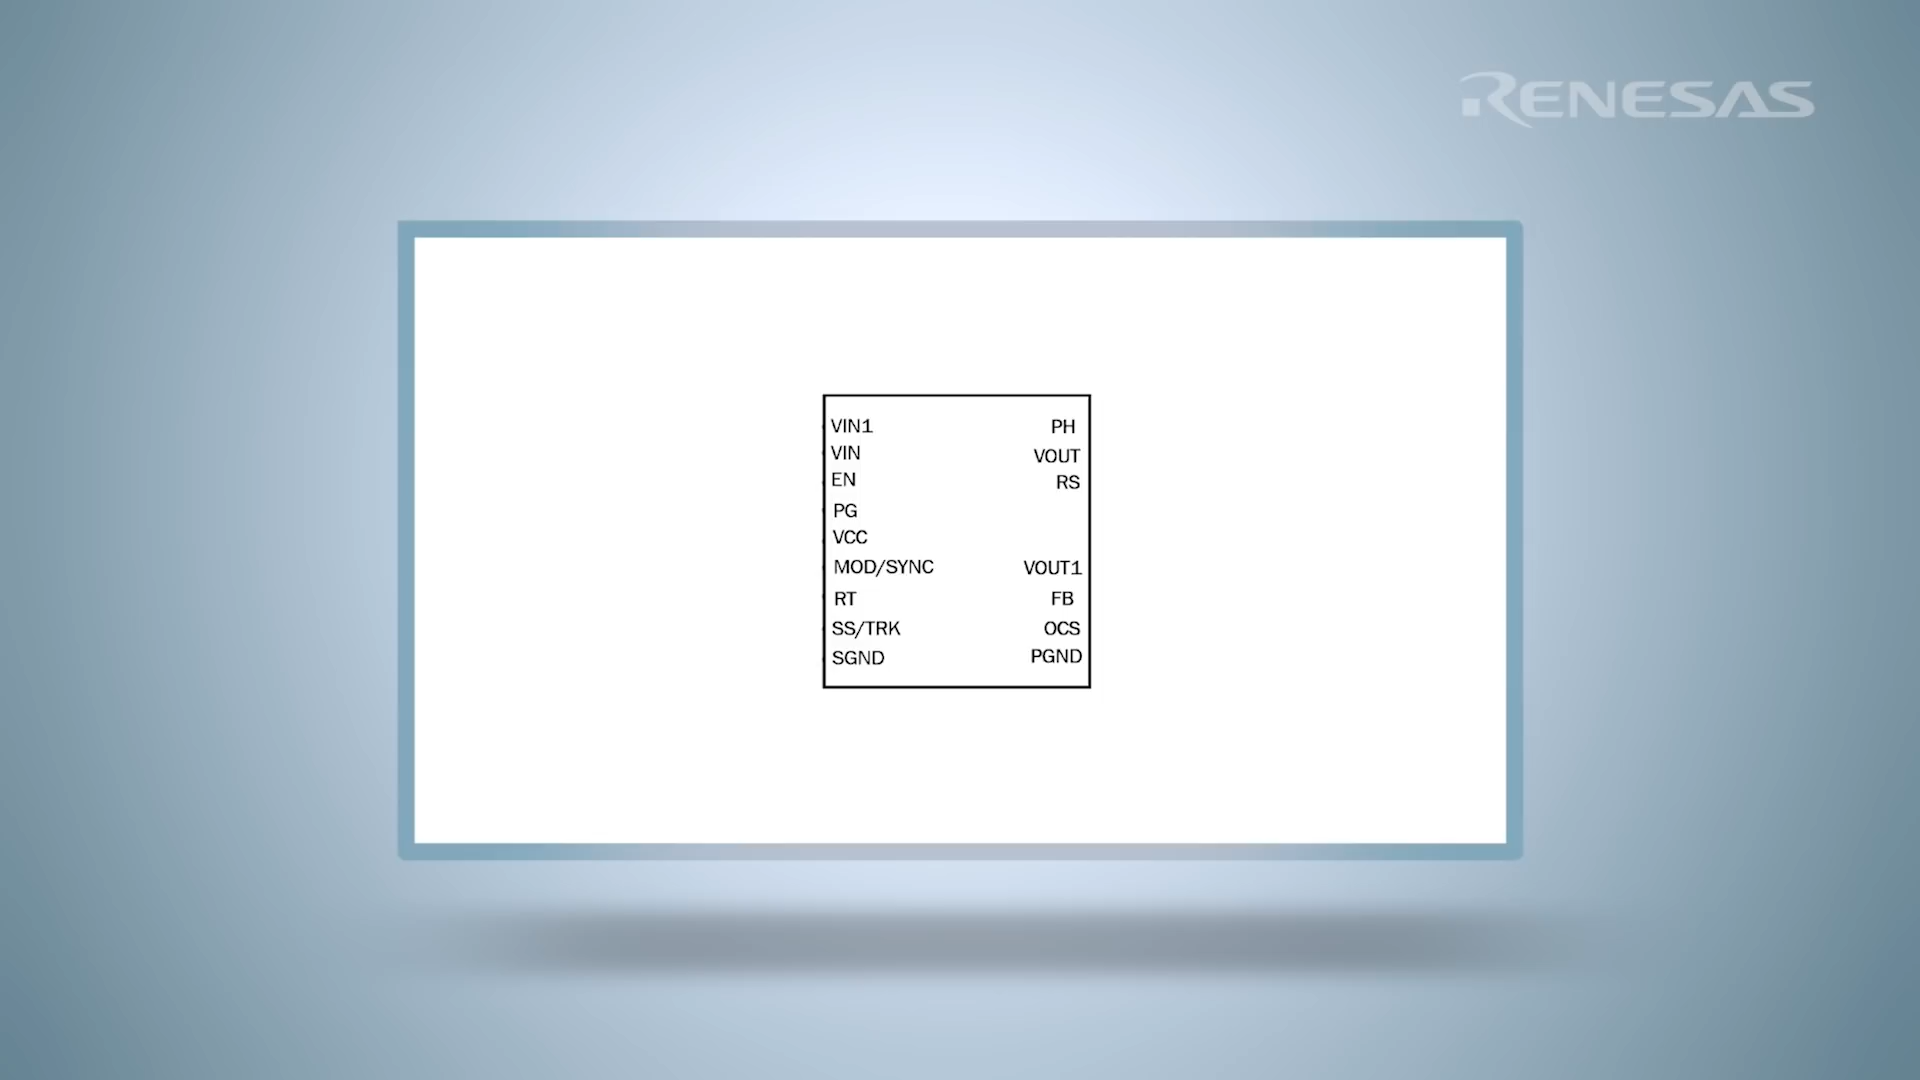 RENESAS
VIN1
VIN
EN
PG
VCC
MOD/SYNC
RT
SS/TRK
SGND
PH
VOUT
RS
VOUT1
FB
OCS
PGND